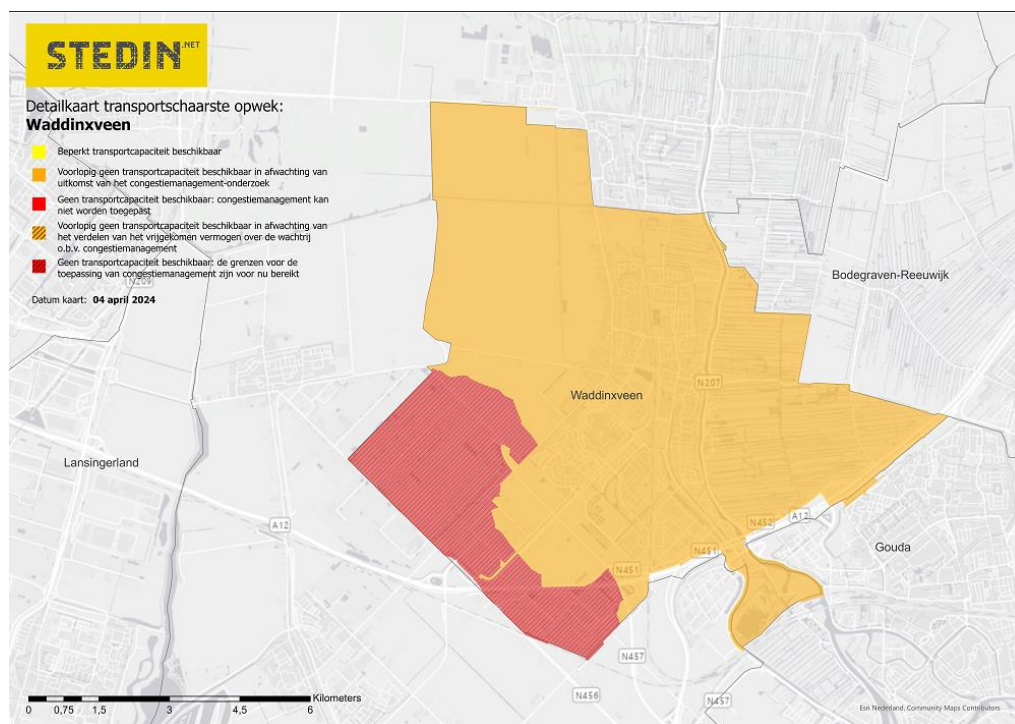 STEDIN.NET
Detailkaart transportschaarste opwek:
Waddinxveen
Beperkt transportcapaciteit beschikbaar
Voorlopig geen transportcapaciteit beschikbaar in afwachting van
uitkomst van het congestiemanagement-onderzoek
Geen transportcapaciteit beschikbaar: congestiemanagement kan
niet worden toegepast
Voorlopig geen transportcapaciteit beschikbaar in afwachting van
het verdelen van het vrijgekomen vermogen over de wachtrij
o.b.v. congestiemanagement
Geen transportcapaciteit beschikbaar: de grenzen voor de
toepassing van congestiemanagement zijn voor nu bereikt
N209
Datum kaart: 04 april 2024
Bodegraven-Reeuwijk
N207
Waddinxveen
Lansingerland
A12
A12
N452
N451
Gouda
N451
N457
N456
N457
Kilometers
0 0,75 1,5 3 4,5 6
Esri Nederland, Community Maps Contributors